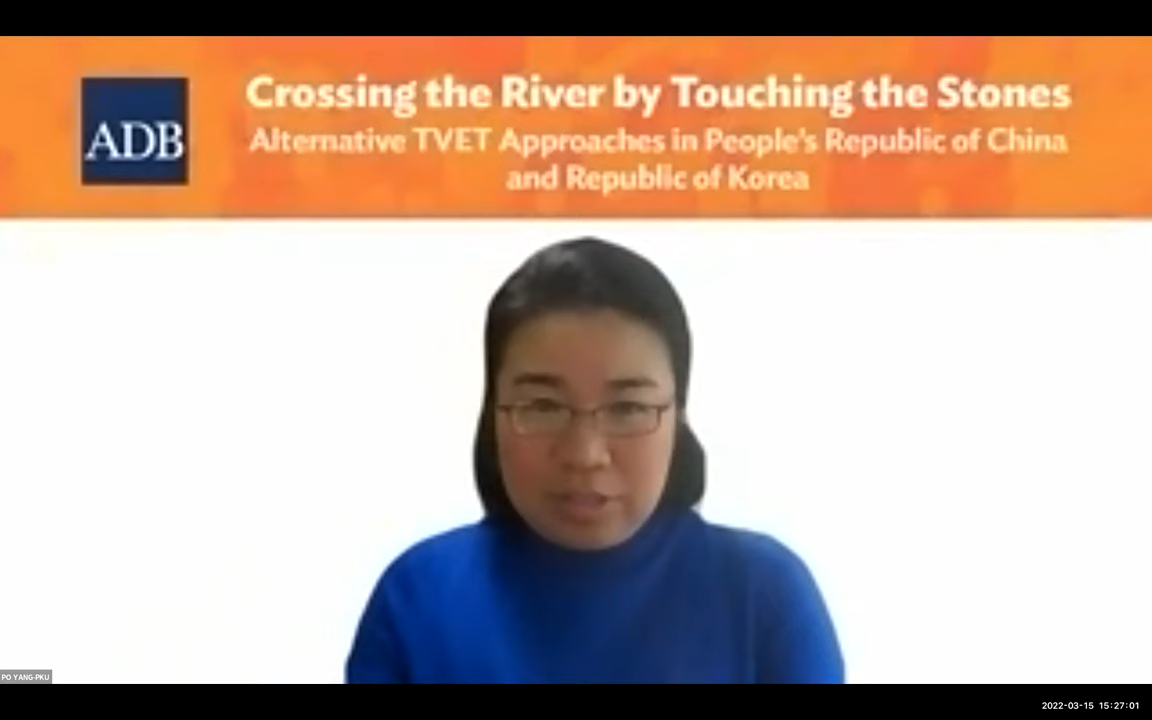 ADB
Crossing the River by Touching the Stones
Alternative TVET Approaches in People's Republic of China
and Republic of Korea
PO YANG-PKU
2022-03-15 15:27:01